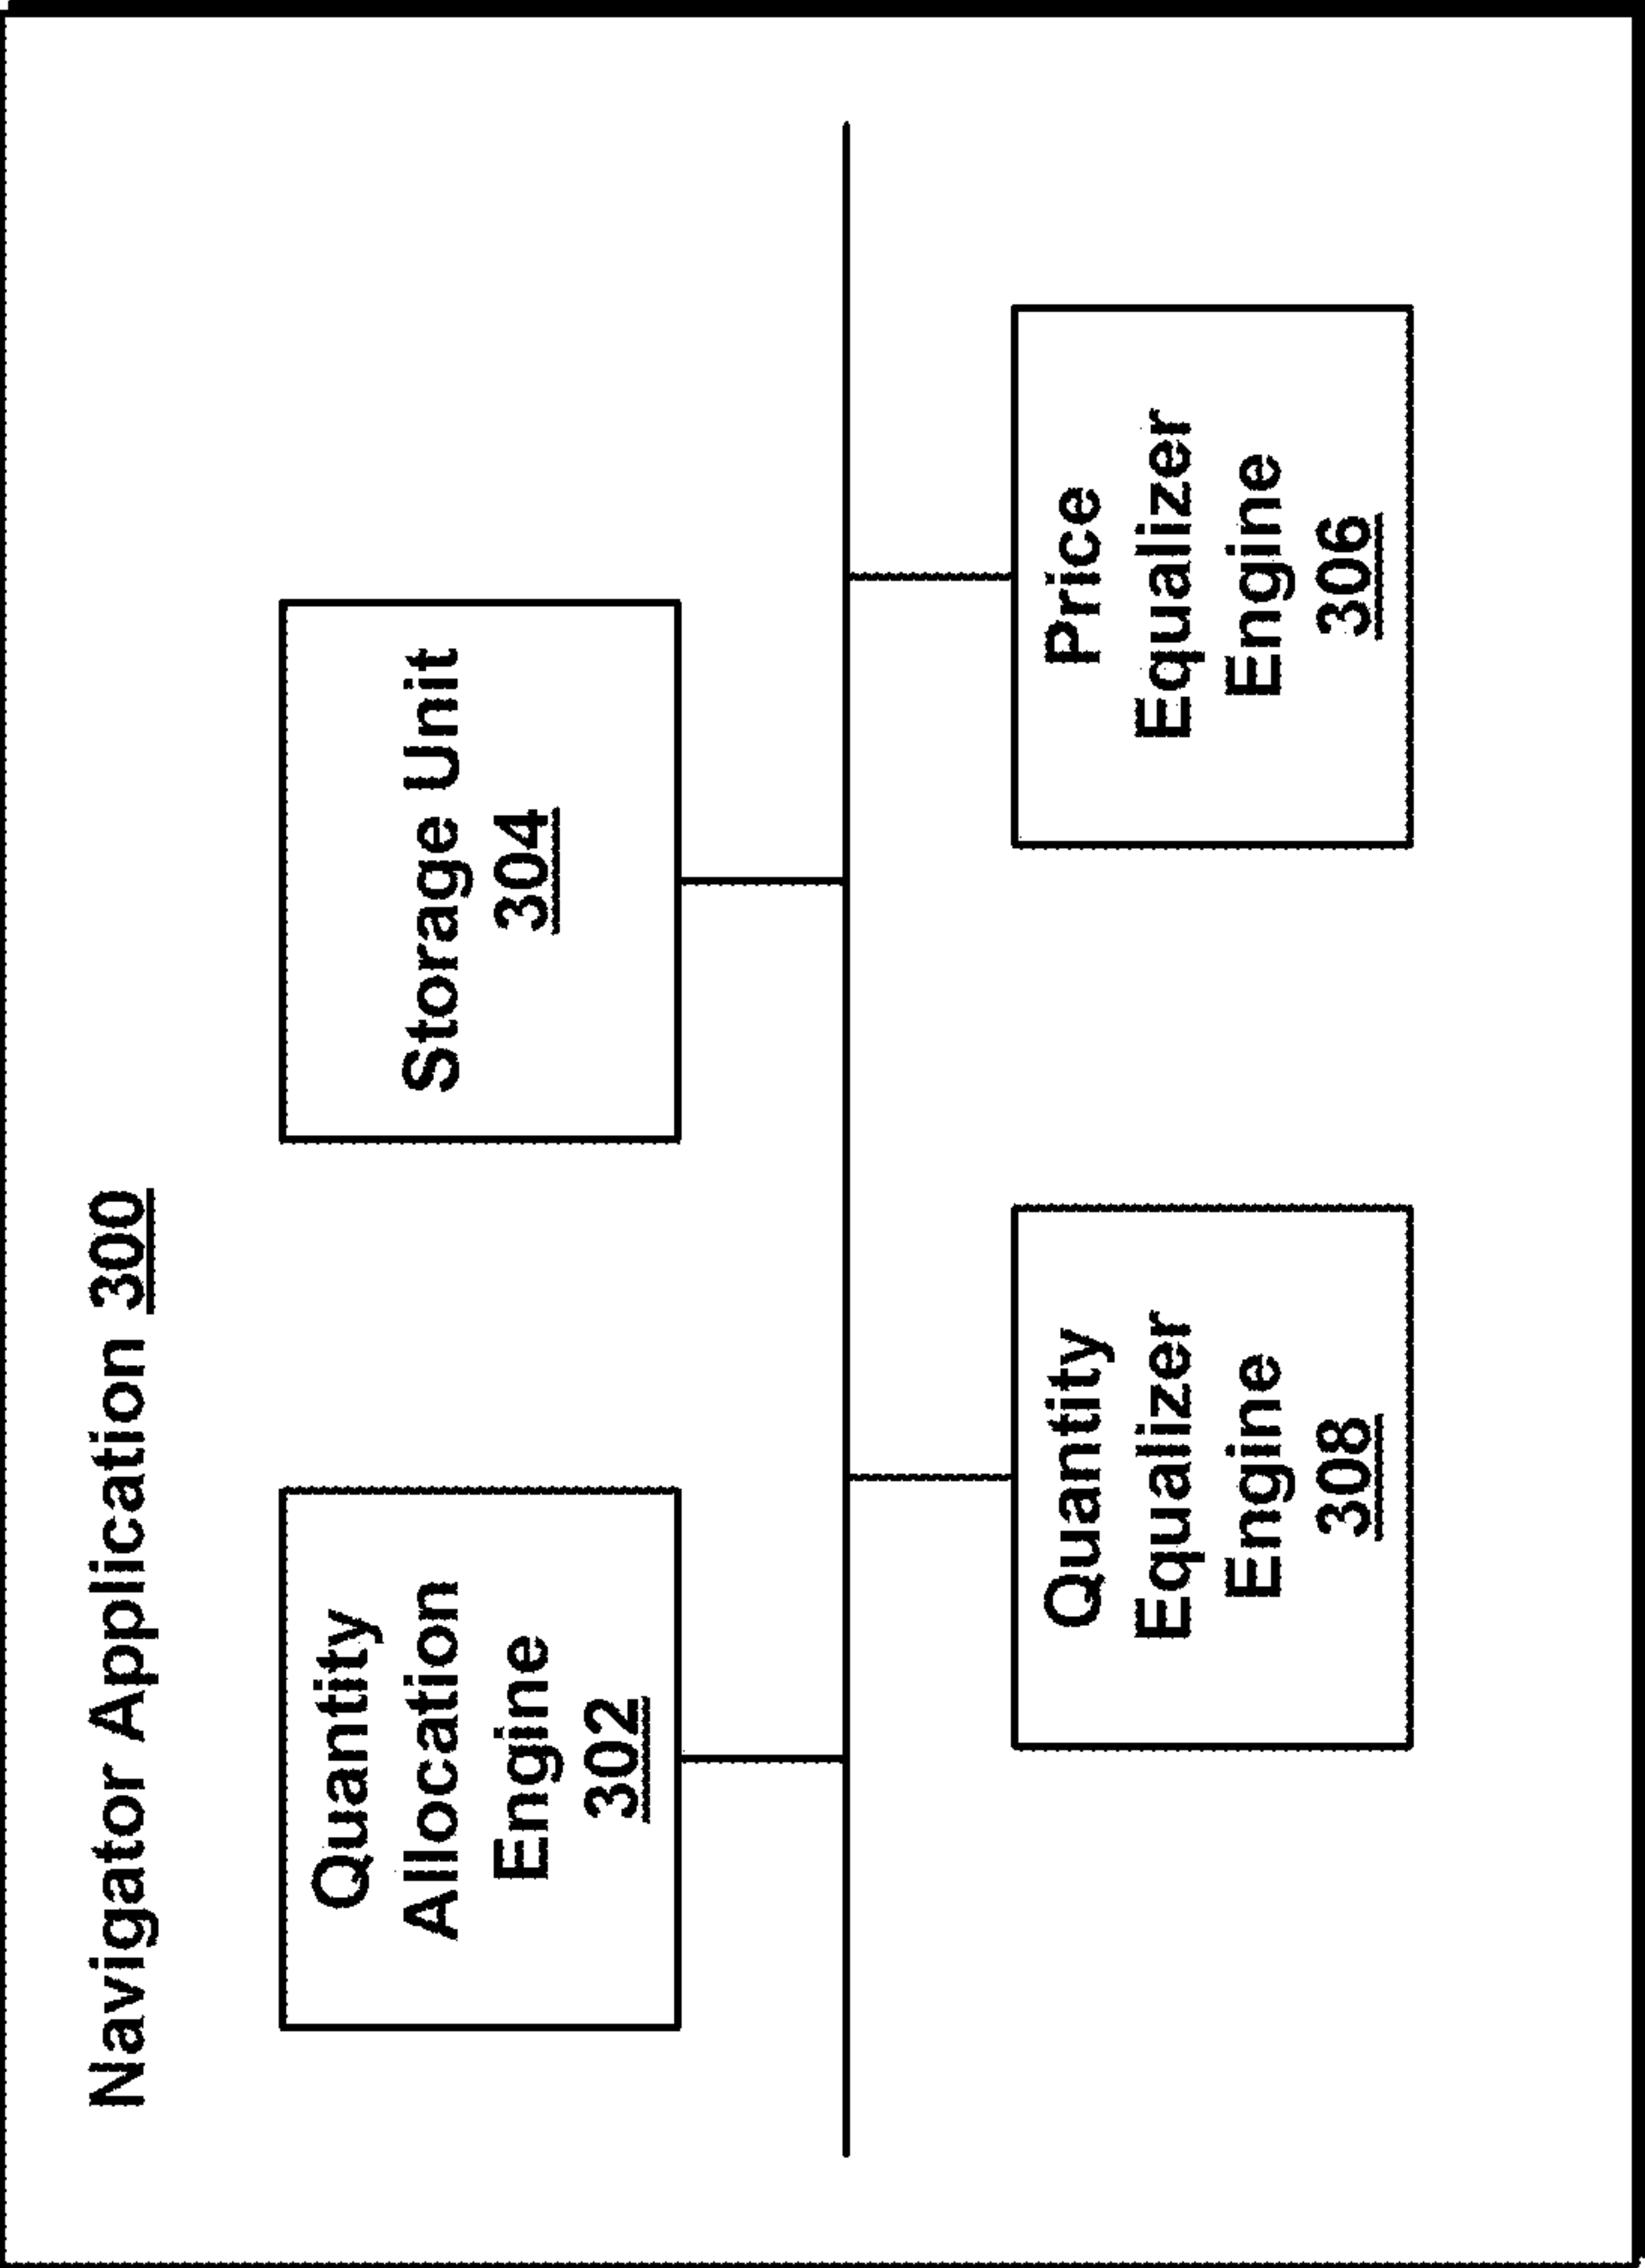 Navigator Application 300
Quantity
Allocation
Engine
302
Storage Unit
304
Quantity
Equalizer
Engine
308
Price
Equalizer
Engine
306